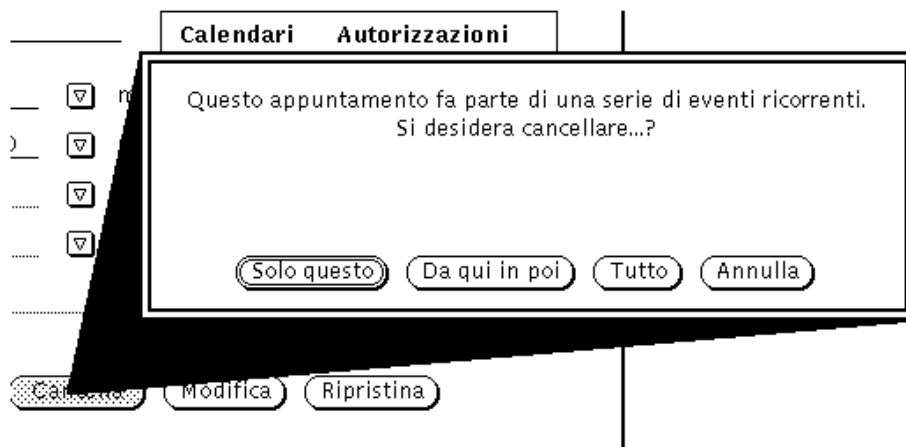 Calendari Autorizzazioni
Questo appuntamento fa parte di una serie di eventi ricorrenti.
Si desidera cancellare...?
Solo questo Da qui in poi Tutto Annulla
Modifica Ripristina